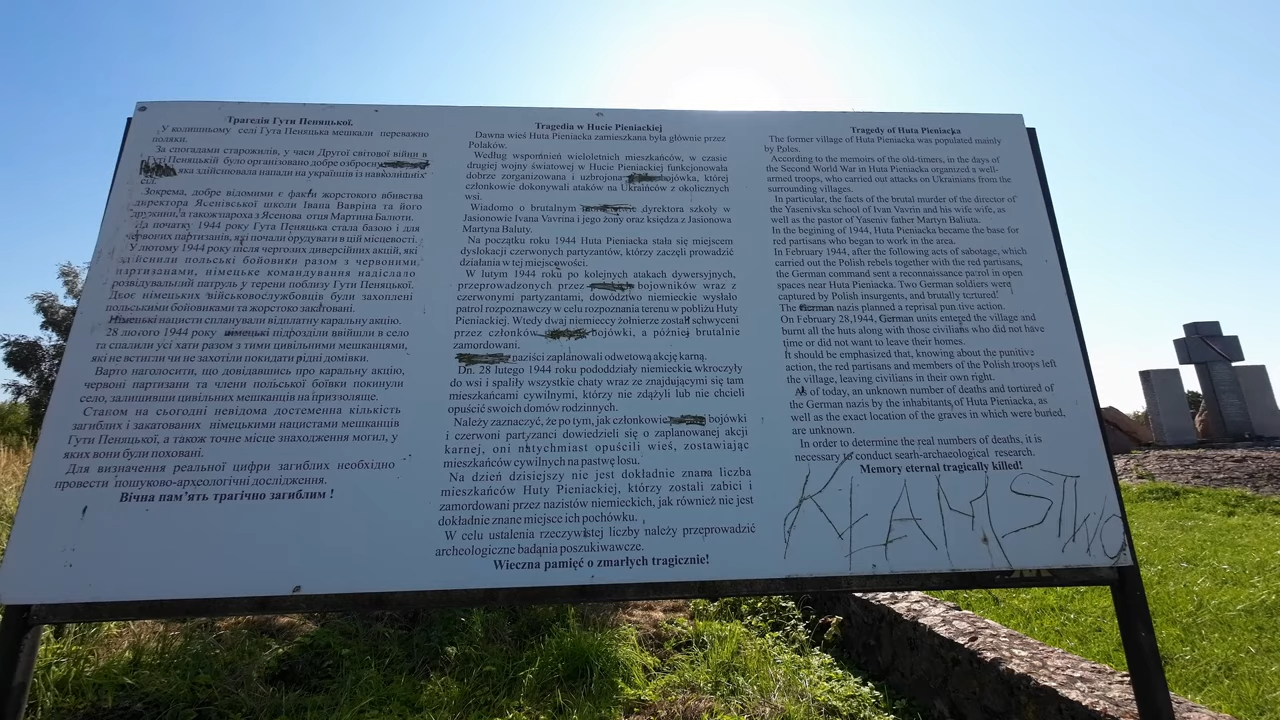 Трагедія Гути Пеняцької.
У колишньому селі Гута Пеняцька мешкали переважно
поляки.
За спогадами старожилів, у часи Другої світової війни в
Гуті Пеняцькій було організовано добре озброєну
яка здійснювала напади на українців із навколишніх
сіл.
Зокрема, добре відомими є факти жорстокого вбивства
директора Ясенівської школи Івана Вавріна та його
дружини, а також пароха з Ясенова отця Мартина Балюти.
На початку 1944 року Гута Пеняцька стала базою і для
червоних партизанів, які почали орудувати в цій місцевості.
У лютому 1944 року після чергових диверсійних акцій, які
здійснили польські бойовики разом з червоними
партизанами, німецьке командування надіслало
розвідувальний патруль у терени поблизу Гути Пеняцької.
Двоє німецьких військовослужбовців були захоплені
польськими бойовиками та жорстоко закатовані.
Німецькі нацисти спланували відплатну каральну акцію.
28 лютого 1944 року німецькі підрозділи ввійшли в село
та спалили усі хати разом з тими цивільними мешканцями,
які не встигли чи не захотіли покидати рідні домівки.
Варто наголосити, що довідавшись про каральну акцію,
червоні партизани та члени польської боївки покинули
село, залишивши цивільних мешканців на призволяще.
Станом на сьогодні невідома достеменна кількість
загиблих і закатованих німецькими нацистами мешканців
Гути Пеняцької, а також точне місце знаходження могил, у
яких вони були поховані.
Для визначення реальної цифри загиблих необхідно
провести пошуково-археологічні дослідження.
Вічна пам'ять трагічно загиблим !
Tragedia w Hucie Pieniackiej
Dawna wieś Huta Pieniacka zamieszkana była głównie przez
Polaków.
Według wspomnień wieloletnich mieszkańców, w czasie
drugiej wojny światowej w Hucie Pieniackiej funkcjonowała
dobrze zorganizowana i uzbrojona bojówka, której
członkowie dokonywali ataków na Ukraińców z okolicznych
wsi.
Wiadomo o brutalnym dyrektora szkoły w
Jasionowie Ivana Vavrina i jego żony oraz księdza z Jasionowa
Martyna Baluty.
Na początku roku 1944 Huta Pieniacka stała się miejscem
dyslokacji czerwonych partyzantów, którzy zaczęli prowadzić
działania w tej miejscowości.
W lutym 1944 roku po kolejnych atakach dywersyjnych,
przeprowadzonych przez bojowników wraz z
czerwonymi partyzantami, dowództwo niemieckie wysłało
patrol rozpoznawczy w celu rozpoznania terenu w pobliżu Huty
Pieniackiej. Wtedy dwaj niemieccy żołnierze zostali schwyceni
przez członków bojówki, a później brutalnie
zamordowani.
naziści zaplanowali odwetową akcję karną.
Dn. 28 lutego 1944 roku pododdziały niemieckie wkroczyły
do wsi i spaliły wszystkie chaty wraz ze znajdującymi się tam
mieszkańcami cywilnymi, którzy nie zdążyli lub nie chcieli
opuścić swoich domów rodzinnych.
Należy zaznaczyć, że po tym, jak członkowie bojówki
i czerwoni partyzanci dowiedzieli się o zaplanowanej akcji
karnej, oni natychmiast opuścili wieś, zostawiając
mieszkańców cywilnych na pastwę losu.
Na dzień dzisiejszy nie jest dokładnie znana liczba
mieszkańców Huty Pieniackiej, którzy zostali zabici i
zamordowani przez nazistów niemieckich, jak również nie jest
dokładnie znane miejsce ich pochówku.
W celu ustalenia rzeczywistej liczby należy przeprowadzić
archeologiczne badania poszukiwawcze.
Wieczna pamięć o zmarłych tragicznie!
Tragedy of Huta Pieniacka
The former village of Huta Pieniacka was populated mainly
by Poles.
According to the memoirs of the old-timers, in the days of
the Second World War in Huta Pieniacka organized a well-
armed troops, who carried out attacks on Ukrainians from the
surrounding villages.
In particular, the facts of the brutal murder of the director of
the Yasenivska school of Ivan Vavrin and his wife wife, as
well as the pastor of Yaseniv father Martyn Baliuta.
In the begining of 1944, Huta Pieniacka became the base for
red partisans who began to work in the area.
In February 1944, after the following acts of sabotage, which
carried out the Polish rebels together with the red partisans,
the German command sent a reconnaissance patrol in open
spaces near Huta Pieniacka. Two German soldiers were
captured by Polish insurgents, and brutally tcrtured!
The German nazis planned a reprisal punitive action.
On February 28,1944, German units entered the village and
burnt all the huts along with those civilians who did not have
time or did not want to leave their homes.
It should be emphasized that, knowing about the punitive
action, the red partisans and members of the Polish troops left
the village, leaving civilians in their own right.
As of today, an unknown number of deaths and tortured of
the German nazis by the inhabitants of Huta Pieniacka, as
well as the exact location of the graves in which were buried,
are unknown.
In order to determine the real numbers of deaths, it is
necessary to conduct searh-archaeological research.
Memory eternal tragically killed!
KŁAMSTWO